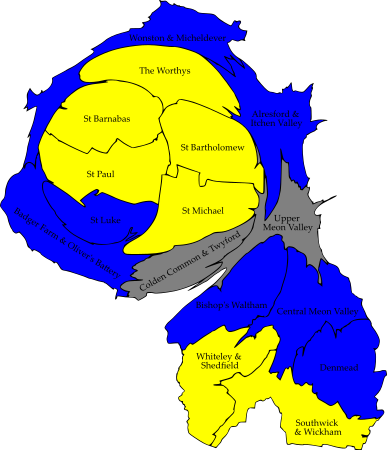 Wonston & Micheldever
The Worthys
St Barnabas
Alresford &
Itchen Valley
St Bartholomew
St Paul
St Michael
St Luke
Badger Farm & Oliver's Battery
Upper
Meon Valley
Colden Common & Twyford
Bishop's Waltham
Central Meon Valley
Whiteley &
Shedfield
Denmead
Southwick
& Wickham